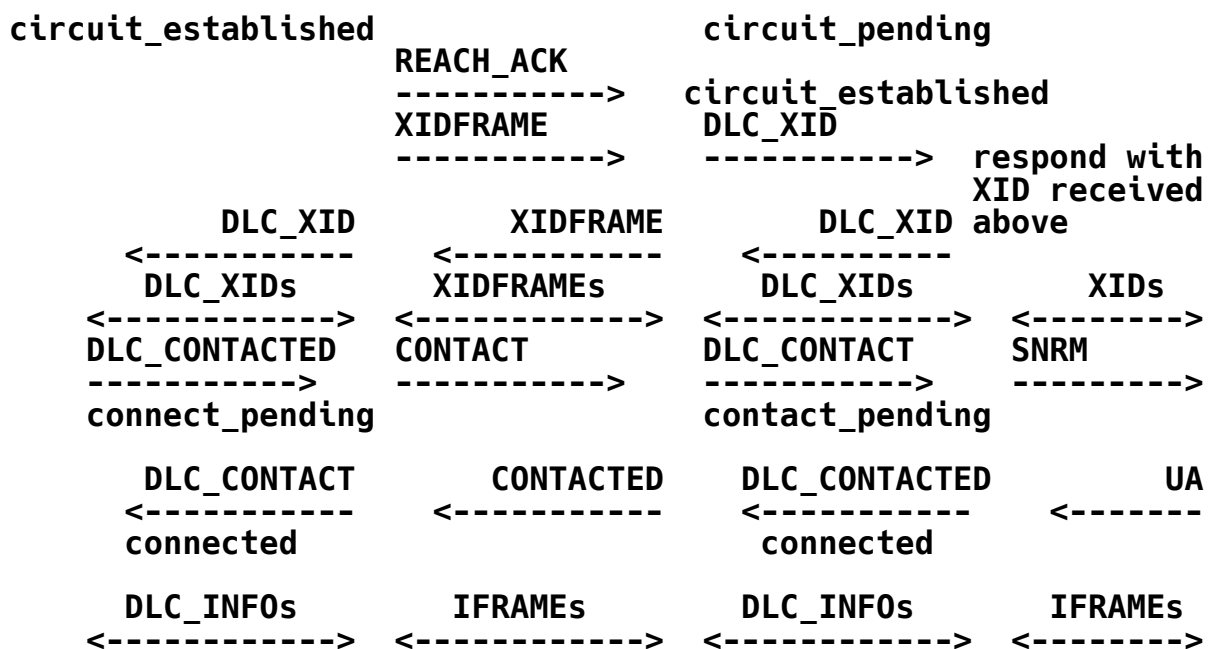 circuit_established                 circuit_pending
                    REACH_ACK
                    ----------->   circuit_established
                    XIDFRAME        DLC_XID
                    ----------->    ----------->  respond with
                                                  XID received
           DLC_XID        XIDFRAME        DLC_XID above
      <-----------    <-----------    <----------
       DLC_XIDs       XIDFRAMEs        DLC_XIDs         XIDs
    <------------>  <------------>  <------------>  <-------->
    DLC_CONTACTED   CONTACT         DLC_CONTACT     SNRM
    ----------->    ----------->    ----------->    --------->
    connect_pending                 contact_pending
       DLC_CONTACT       CONTACTED    DLC_CONTACTED         UA
      <-----------    <-----------    <-----------    <-------
      connected                        connected
      DLC_INFOs        IFRAMEs        DLC_INFOs       IFRAMEs
    <------------>  <------------>  <------------>  <-------->